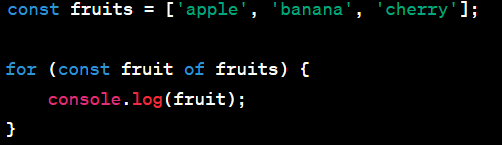 const fruits = ['apple', 'banana', 'cherry'];
for (const fruit of fruits) {
    console.log(fruit);
}